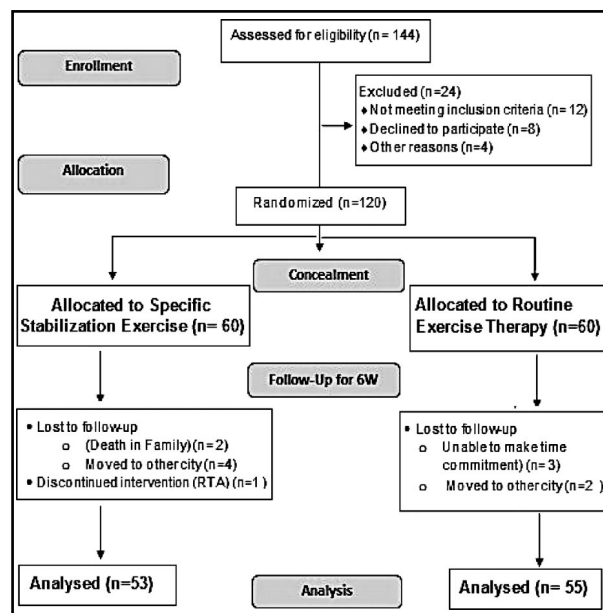 Assessed for eligibility (n= 144)
Enrollment
Excluded (n=24)
♦Not meeting inclusion criteria (n=12)
♦Declined to participate (n=8)
♦Other reasons (n=4)
Allocation
Randomized (n=120)
Concealment
Allocated to Specific
Stabilization Exercise (n= 60)
Allocated to Routine
Exercise Therapy (n=60)
Follow-Up for 6W
• Lost to follow-up
o (Death in Family) (n=2)
o Moved to other city (n=4)
• Discontinued intervention (RTA) (n=1)
• Lost to follow-up
o Unable to make time
commitment) (n=3)
o Moved to other city (n=2)
Analysed (n=53)
Analysed (n= 55)
Analysis